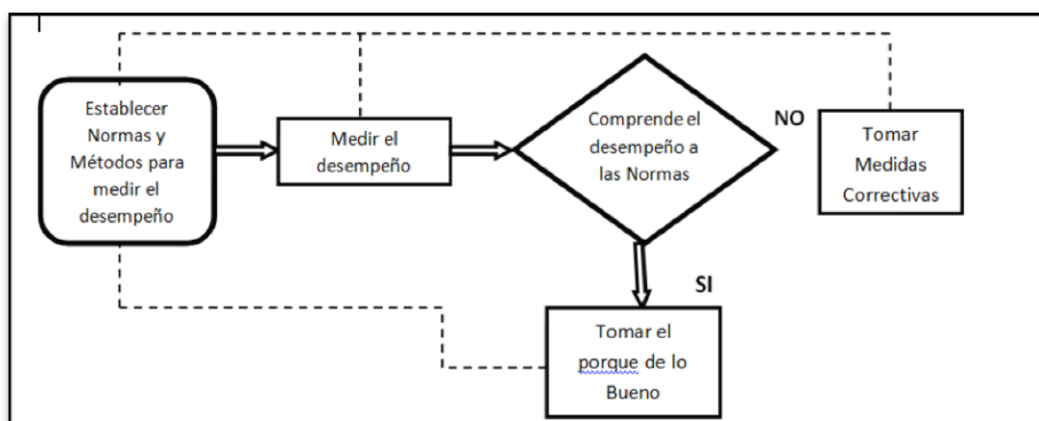 Establecer
Normas y
Métodos para
medir el
desempeño
Medir el
desempeño
Comprende el
desempeño a
las Normas
NO
Tomar
Medidas
Correctivas
SI
Tomar el
porque de lo
Bueno